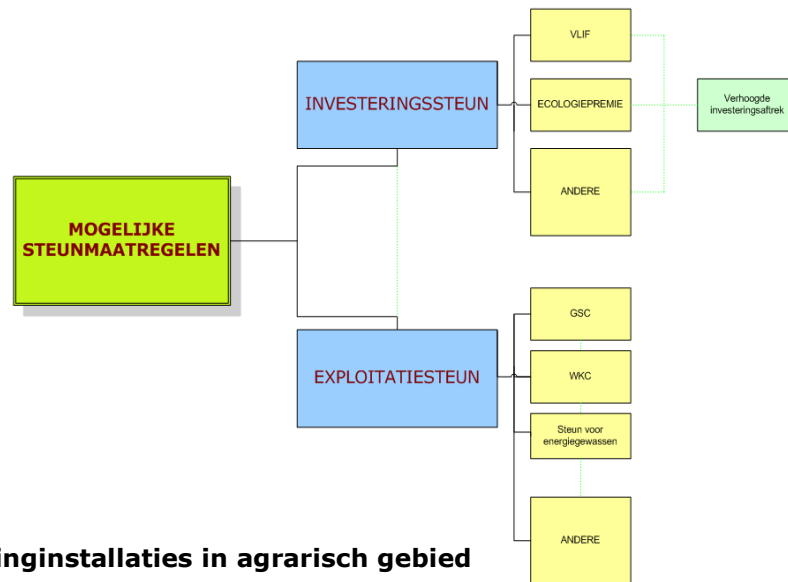 VLIF
INVESTERINGSSTEUN
ECOLOGIEPREMIE
Verhoogde
investeringsaftrek
ANDERE
MOGELIJKE
STEUNMAATREGELEN
GSC
EXPLOITATIESTEUN
WKC
Steun voor
energiegewassen
ANDERE
inginstallaties in agrarisch gebied